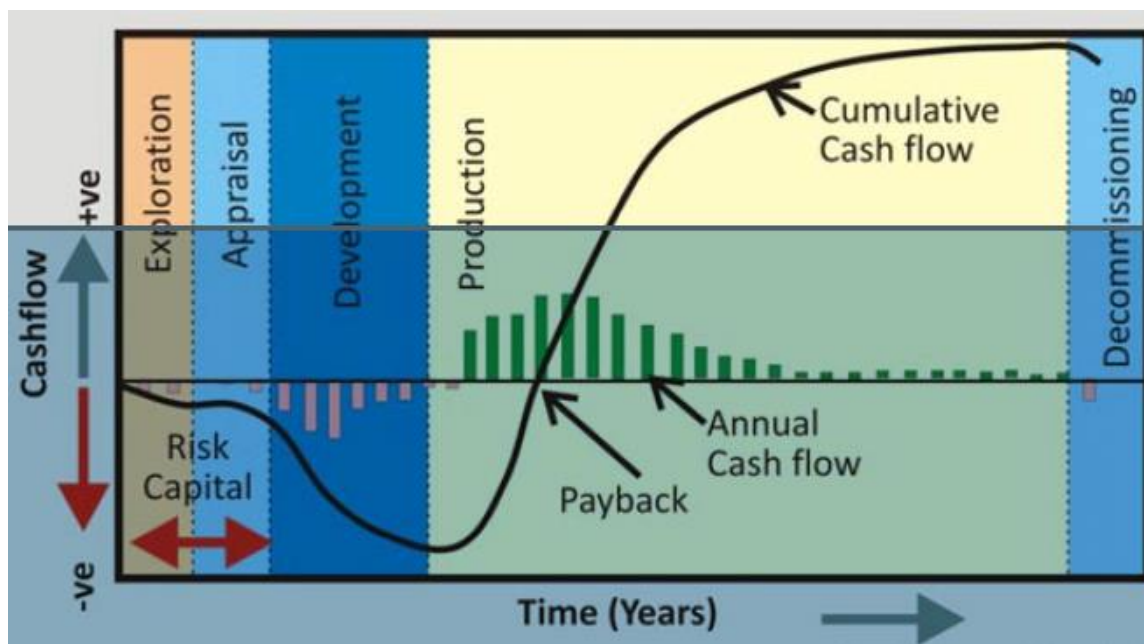 Cashflow
+ve
-ve
Exploration
Appraisal
Development
Production
Decommissioning
Cumulative
Cash flow
Risk
Capital
Annual
Cash flow
Payback
Time (Years)